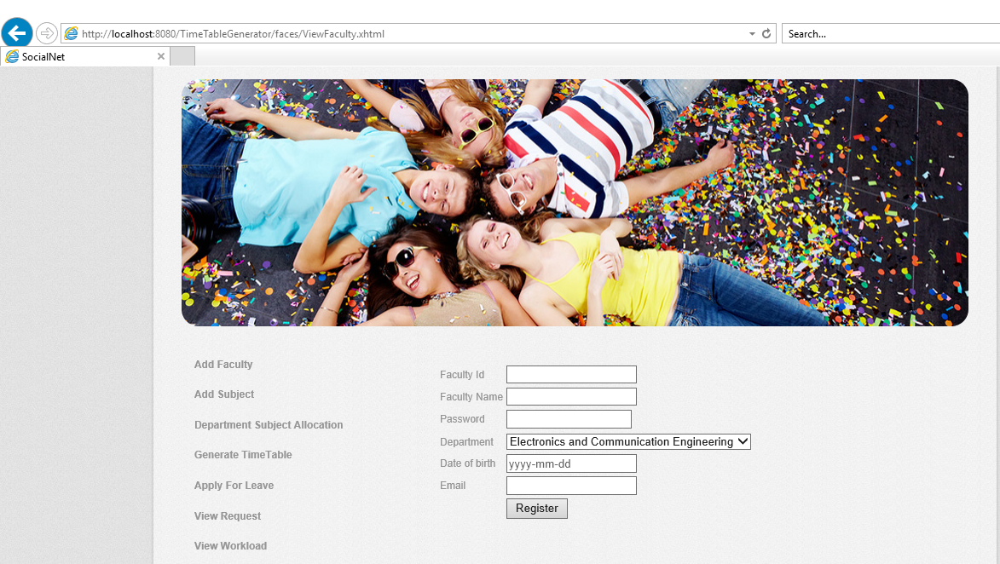 http://localhost:8080/TimeTableGenerator/faces/ViewFaculty.xhtml
Search...
SocialNet
Add Faculty
Add Subject
Department Subject Allocation
Generate TimeTable
Apply For Leave
View Request
View Workload
Faculty Id
Faculty Name
Password
Department Electronics and Communication Engineering
Date of birth yyyy-mm-dd
Email
Register